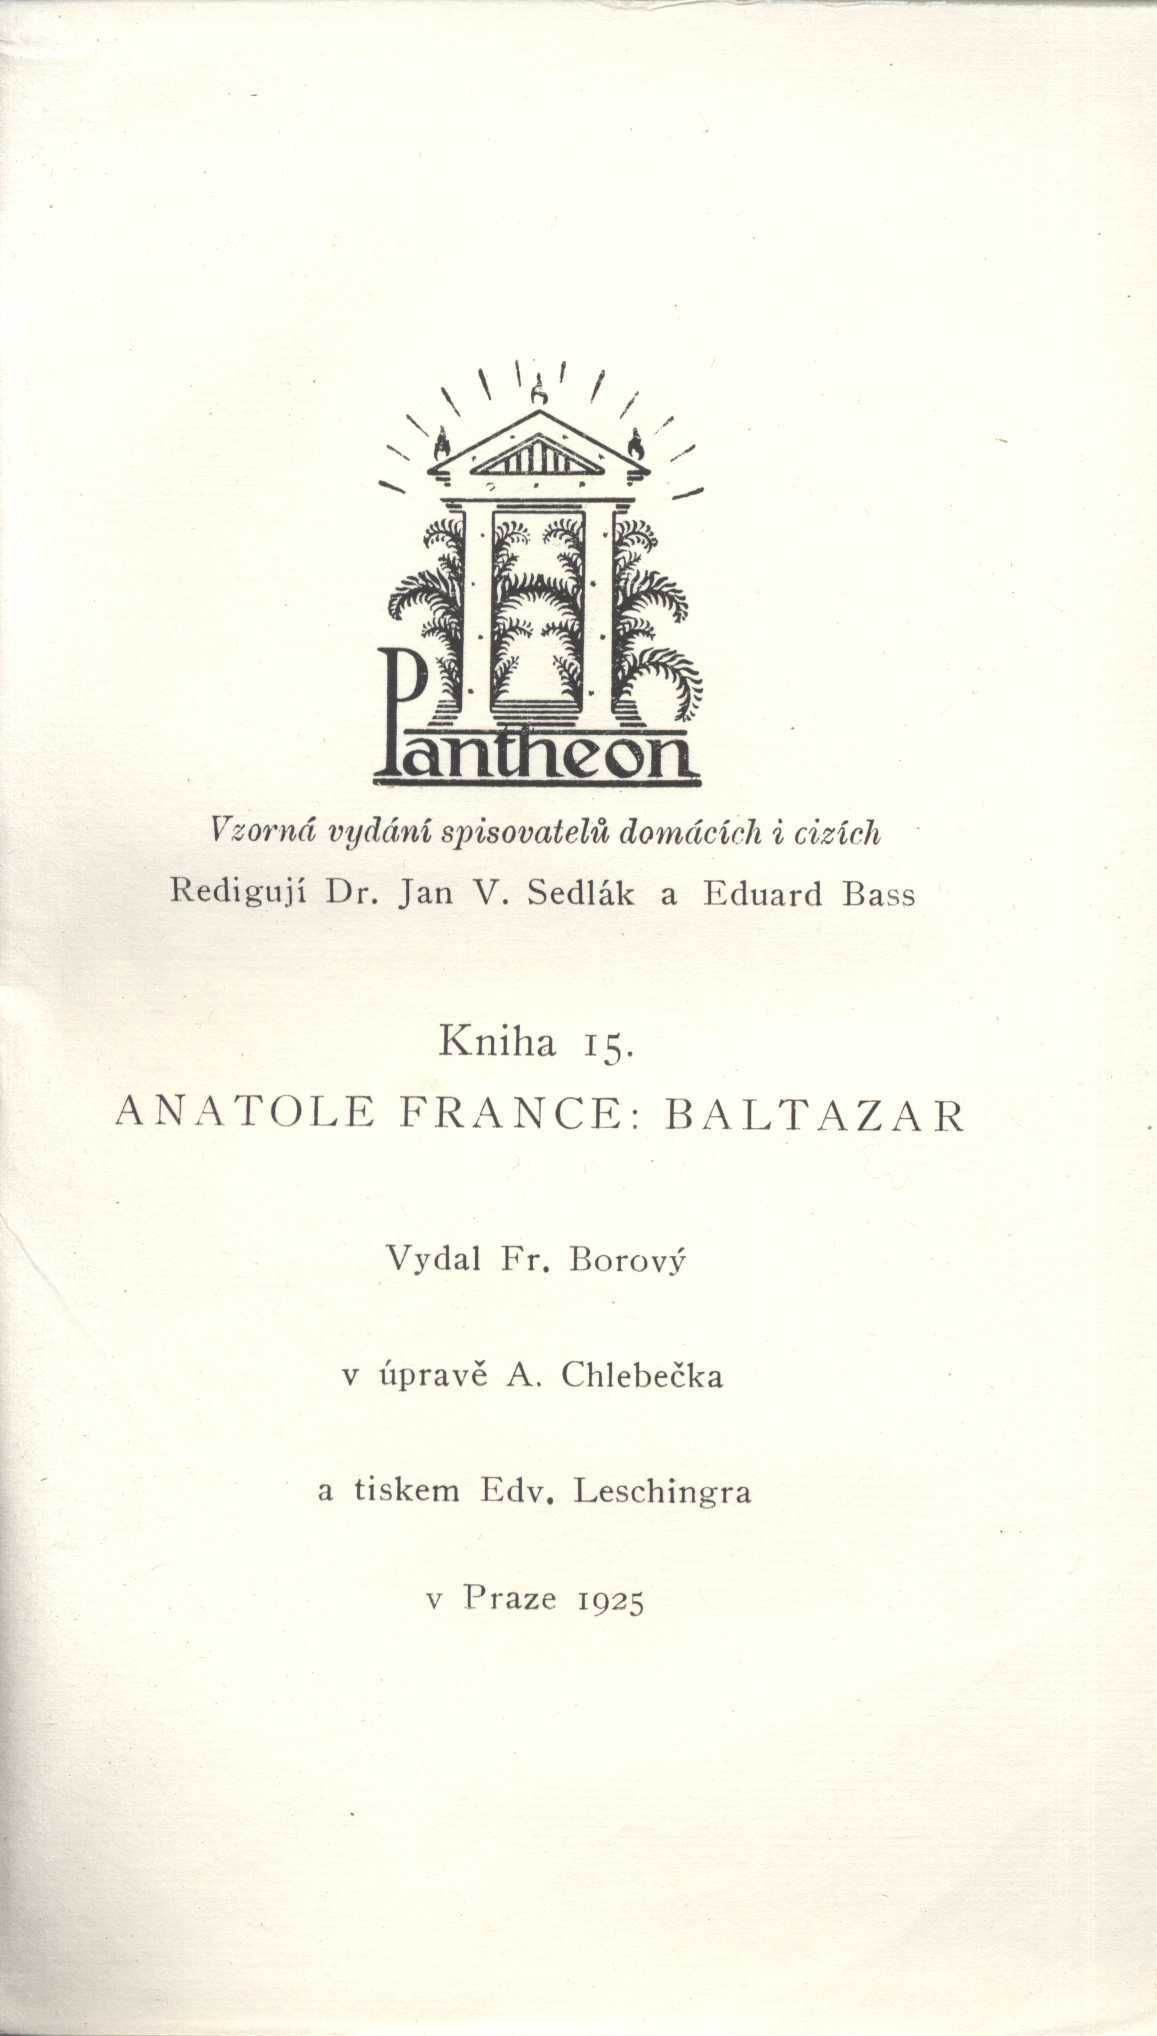 Pantheon
Vzorná vydání spisovatelů domácích i cizích
Redigují Dr. Jan V. Sedlák a Eduard Bass
Kniha 15.
ANATOLE FRANCE: BALTAZAR
Vydal Fr. Borový
v úpravě A. Chlebečka
a tiskem Edv. Leschingra
v Praze 1925